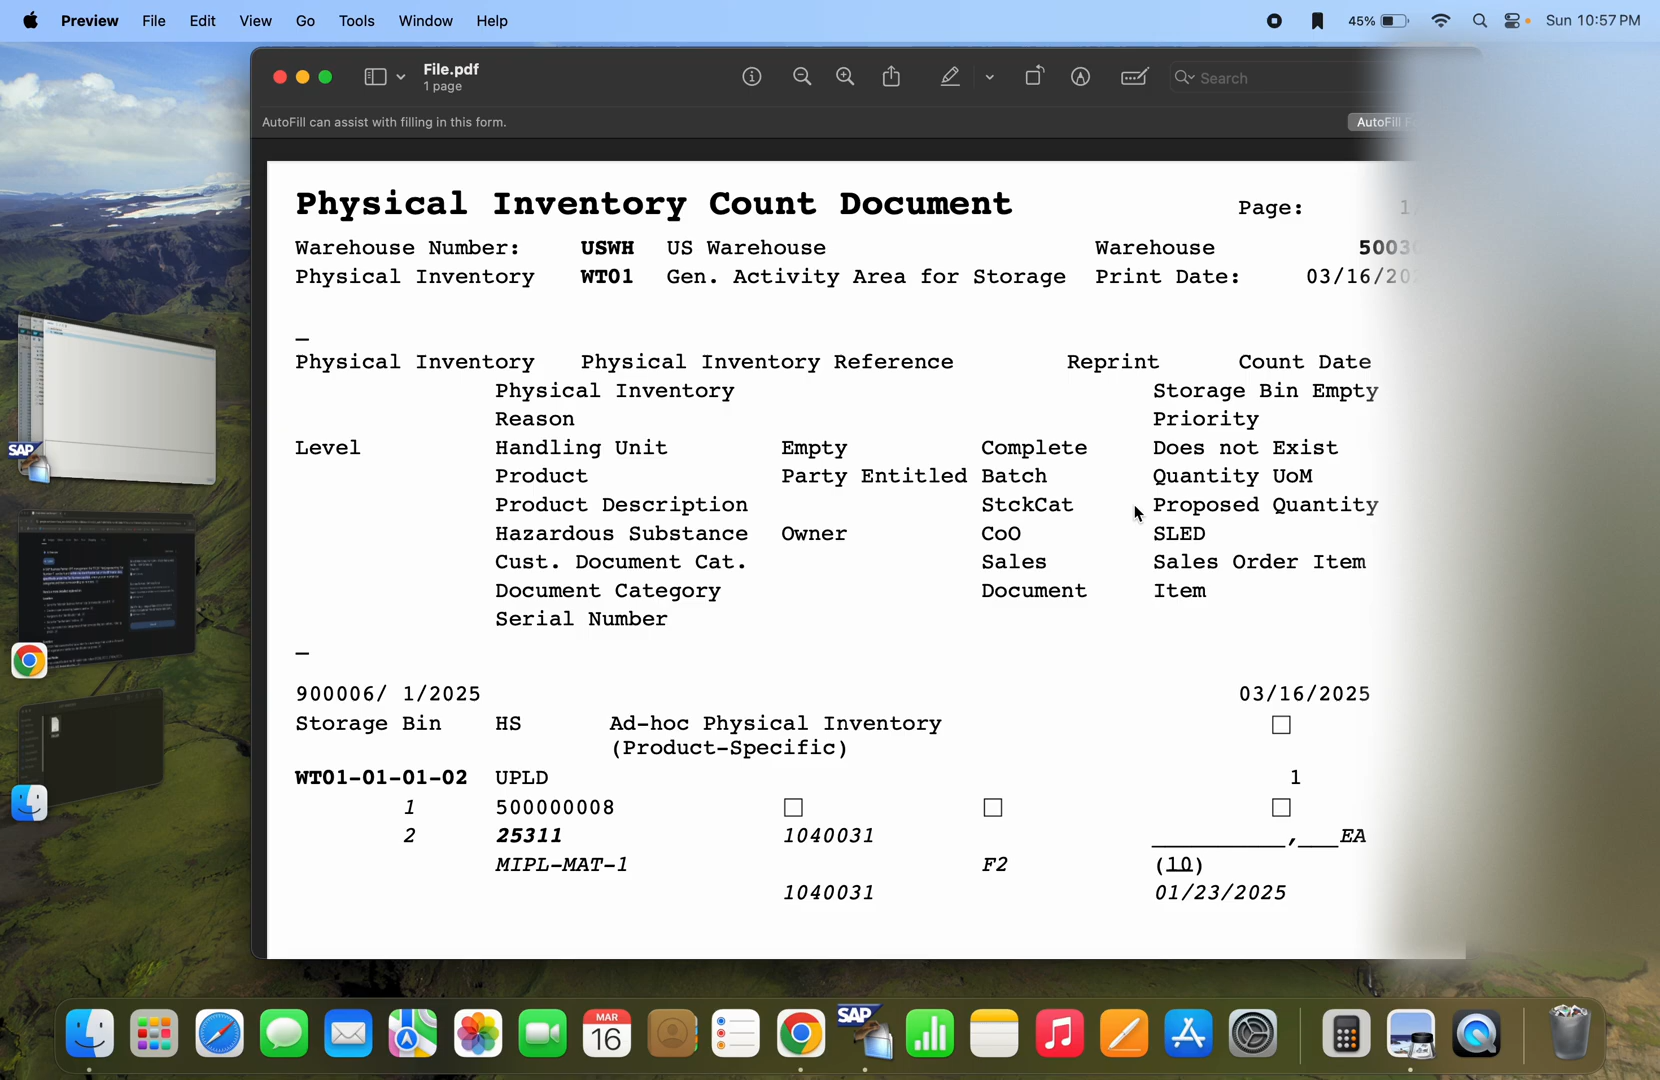 Preview File Edit View Go Tools Window Help 45% Sun 10:57 PM
File.pdf
1 page
Search
AutoFill can assist with filling in this form.
AutoFill
Physical Inventory Count Document Page: 1
Warehouse Number: USWH US Warehouse Warehouse
Physical Inventory WT01 Gen. Activity Area for Storage Print Date: 03/16/
Physical Inventory Physical Inventory Reference Reprint Count Date
Physical Inventory Storage Bin Empty
Reason Priority
Level Handling Unit Empty Complete Does not Exist
Product Party Entitled Batch Quantity UoM
Product Description StckCat Proposed Quantity
Hazardous Substance Owner CoO SLED
Cust. Document Cat. Sales Sales Order Item
Document Category Document Item
Serial Number
900006/ 1/2025 03/16/2025
Storage Bin HS Ad-hoc Physical Inventory
(Product-Specific)
WT01-01-01-02 UPLD 1
1 500000008
2 25311 1040031 __________,___EA
MIPL-MAT-1 F2 (10)
1040031 01/23/2025
SAP
MAR
16
SAP